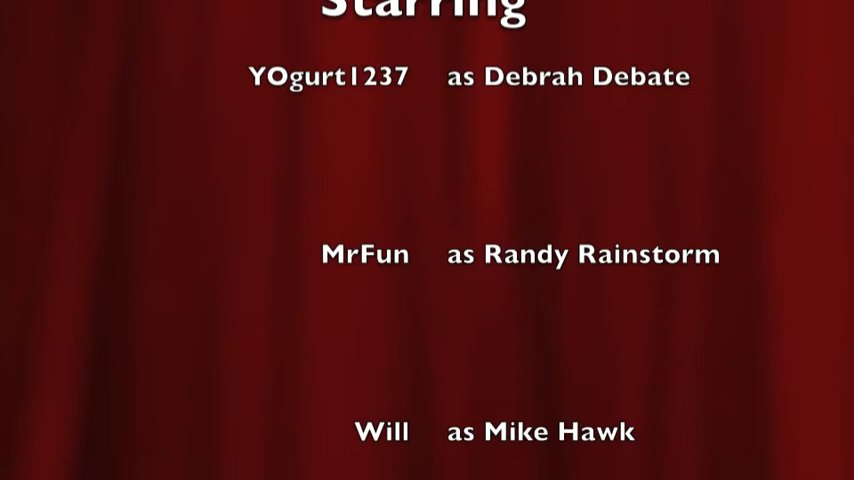 Starring
YOgurt1237 as Debrah Debate
MrFun as Randy Rainstorm
Will as Mike Hawk